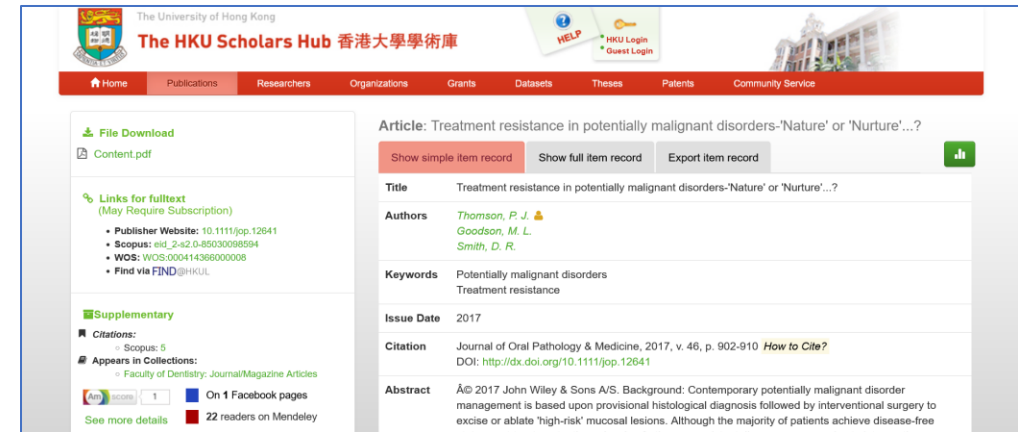 The University of Hong Kong
The HKU Scholars Hub 香港大學學術庫
HELP
HKU Login
Guest Login
Home Publications Researchers Organizations Grants Datasets Theses Patents Community Service
File Download
Content.pdf
Links for fulltext
(May Require Subscription)
• Publisher Website: 10.1111/jop.12641
• Scopus: eid_2-s2.0-85030098594
• WOS: WOS:000414366000008
• Find via FIND@HKUL
Supplementary
Citations:
Scopus: 5
Appears in Collections:
Faculty of Dentistry: Journal/Magazine Articles
Am score 1
On 1 Facebook pages
See more details
22 readers on Mendeley
Article: Treatment resistance in potentially malignant disorders-'Nature' or 'Nurture'...?
Show simple item record Show full item record Export item record
Title Treatment resistance in potentially malignant disorders-'Nature' or 'Nurture'...?
Authors Thomson, P. J.
Goodson, M. L.
Smith, D. R.
Keywords Potentially malignant disorders
Treatment resistance
Issue Date 2017
Citation Journal of Oral Pathology & Medicine, 2017, v. 46, p. 902-910 How to Cite?
DOI: http://dx.doi.org/10.1111/jop.12641
Abstract Â© 2017 John Wiley & Sons A/S. Background: Contemporary potentially malignant disorder
management is based upon provisional histological diagnosis followed by interventional surgery to
excise or ablate 'high-risk' mucosal lesions. Although the majority of patients achieve disease-free